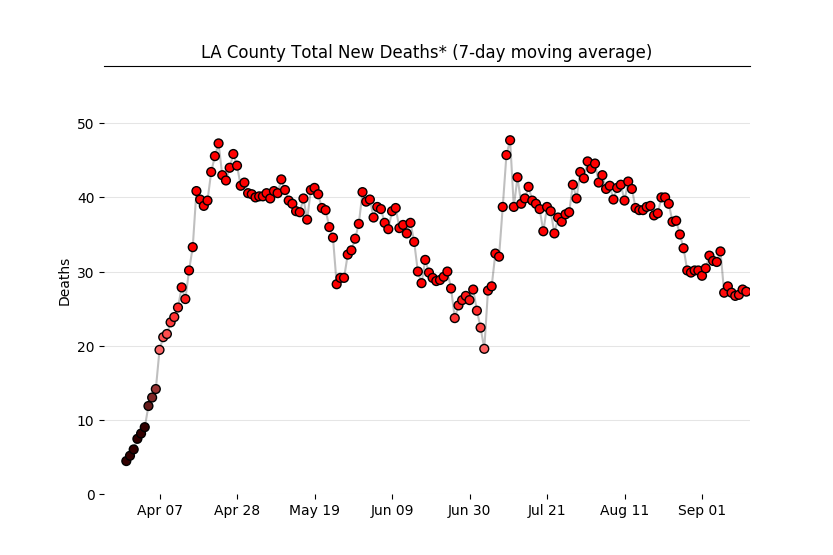 LA County Total New Deaths* (7-day moving average)
50
40
30
20
10
0
Deaths
Apr 07 Apr 28 May 19 Jun 09 Jun 30 Jul 21 Aug 11 Sep 01